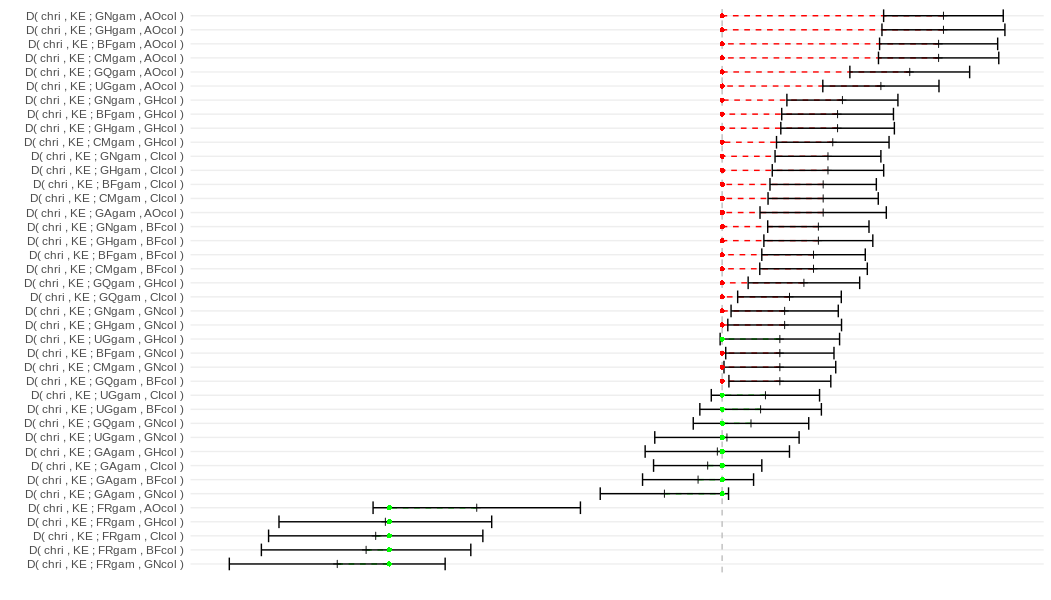 D( chri , KE ; GNgam , AOcol )
D( chri , KE ; GHgam , AOcol )
D( chri , KE ; BFgam , AOcol )
D( chri , KE ; CMgam , AOcol )
D( chri , KE ; GQgam , AOcol )
D( chri , KE ; UGgam , AOcol )
D( chri , KE ; GNgam , GHcol )
D( chri , KE ; BFgam , GHcol )
D( chri , KE ; GHgam , GHcol )
D( chri , KE ; CMgam , GHcol )
D( chri , KE ; GNgam , CIcol )
D( chri , KE ; GHgam , CIcol )
D( chri , KE ; BFgam , CIcol )
D( chri , KE ; CMgam , CIcol )
D( chri , KE ; GAgam , AOcol )
D( chri , KE ; GNgam , BFcol )
D( chri , KE ; GHgam , BFcol )
D( chri , KE ; BFgam , BFcol )
D( chri , KE ; CMgam , BFcol )
D( chri , KE ; GQgam , GHcol )
D( chri , KE ; GQgam , CIcol )
D( chri , KE ; GNgam , GNcol )
D( chri , KE ; GHgam , GNcol )
D( chri , KE ; UGgam , GHcol )
D( chri , KE ; BFgam , GNcol )
D( chri , KE ; CMgam , GNcol )
D( chri , KE ; GQgam , BFcol )
D( chri , KE ; UGgam , CIcol )
D( chri , KE ; UGgam , BFcol )
D( chri , KE ; GQgam , GNcol )
D( chri , KE ; UGgam , GNcol )
D( chri , KE ; GAgam , GHcol )
D( chri , KE ; GAgam , CIcol )
D( chri , KE ; GAgam , BFcol )
D( chri , KE ; GAgam , GNcol )
D( chri , KE ; FRgam , AOcol )
D( chri , KE ; FRgam , GHcol )
D( chri , KE ; FRgam , CIcol )
D( chri , KE ; FRgam , BFcol )
D( chri , KE ; FRgam , GNcol )